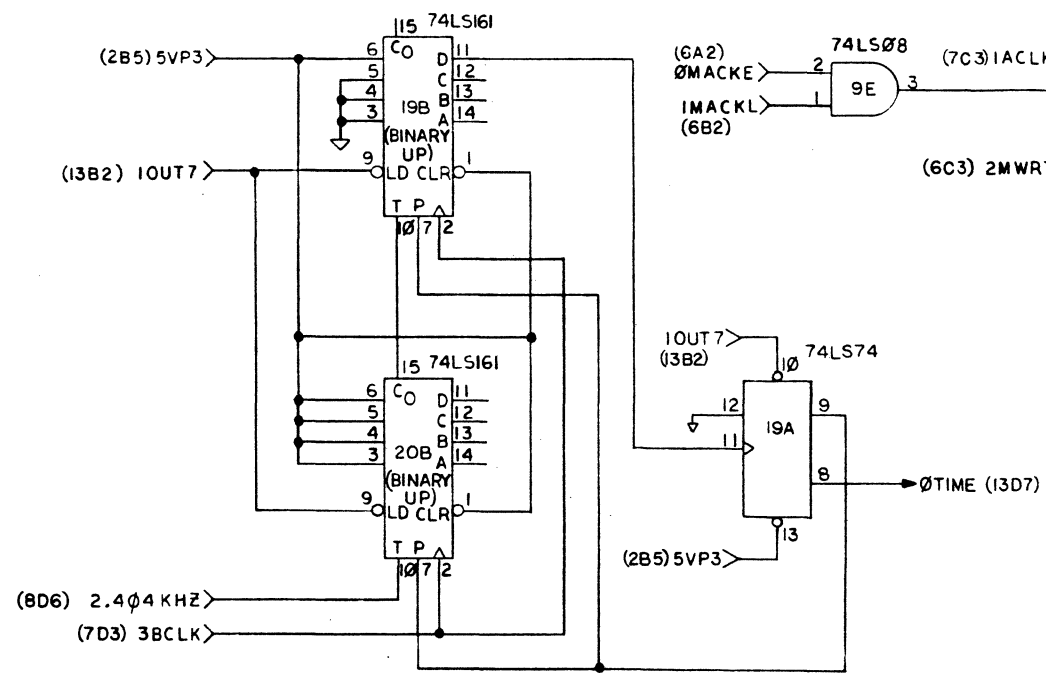 15 74LS161
(2B5) 5VP3
6 CO D 11
5 C 12
4 B 13
3 19B A 14
(BINARY UP)
(13B2) 1OUT7
9 LD CLR 1
T P
1Ø 7 2
74LSØ8
(6A2)
ØMACKE 2
9E 3
1MACKL 1
(6B2)
(7C3) 1ACLK
(6C3) 2MWRT
15 74LS161
6 CO D 11
5 C 12
4 B 13
3 20B A 14
(BINARY UP)
9 LD CLR 1
T P
1Ø 7 2
(8D6) 2.4Ø4 KHZ
(7D3) 3BCLK
1OUT7
(13B2)
1Ø 74LS74
12 9
19A
11
8 ØTIME (13D7)
13
(2B5) 5VP3